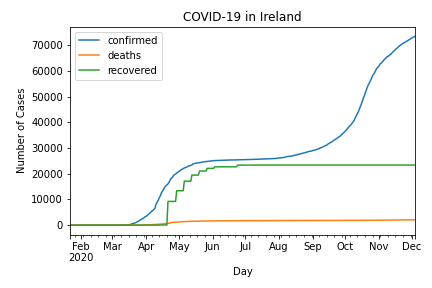 COVID-19 in Ireland
confirmed
deaths
recovered
Number of Cases
70000
60000
50000
40000
30000
20000
10000
0
Feb Mar Apr May Jun Jul Aug Sep Oct Nov Dec
2020
Day